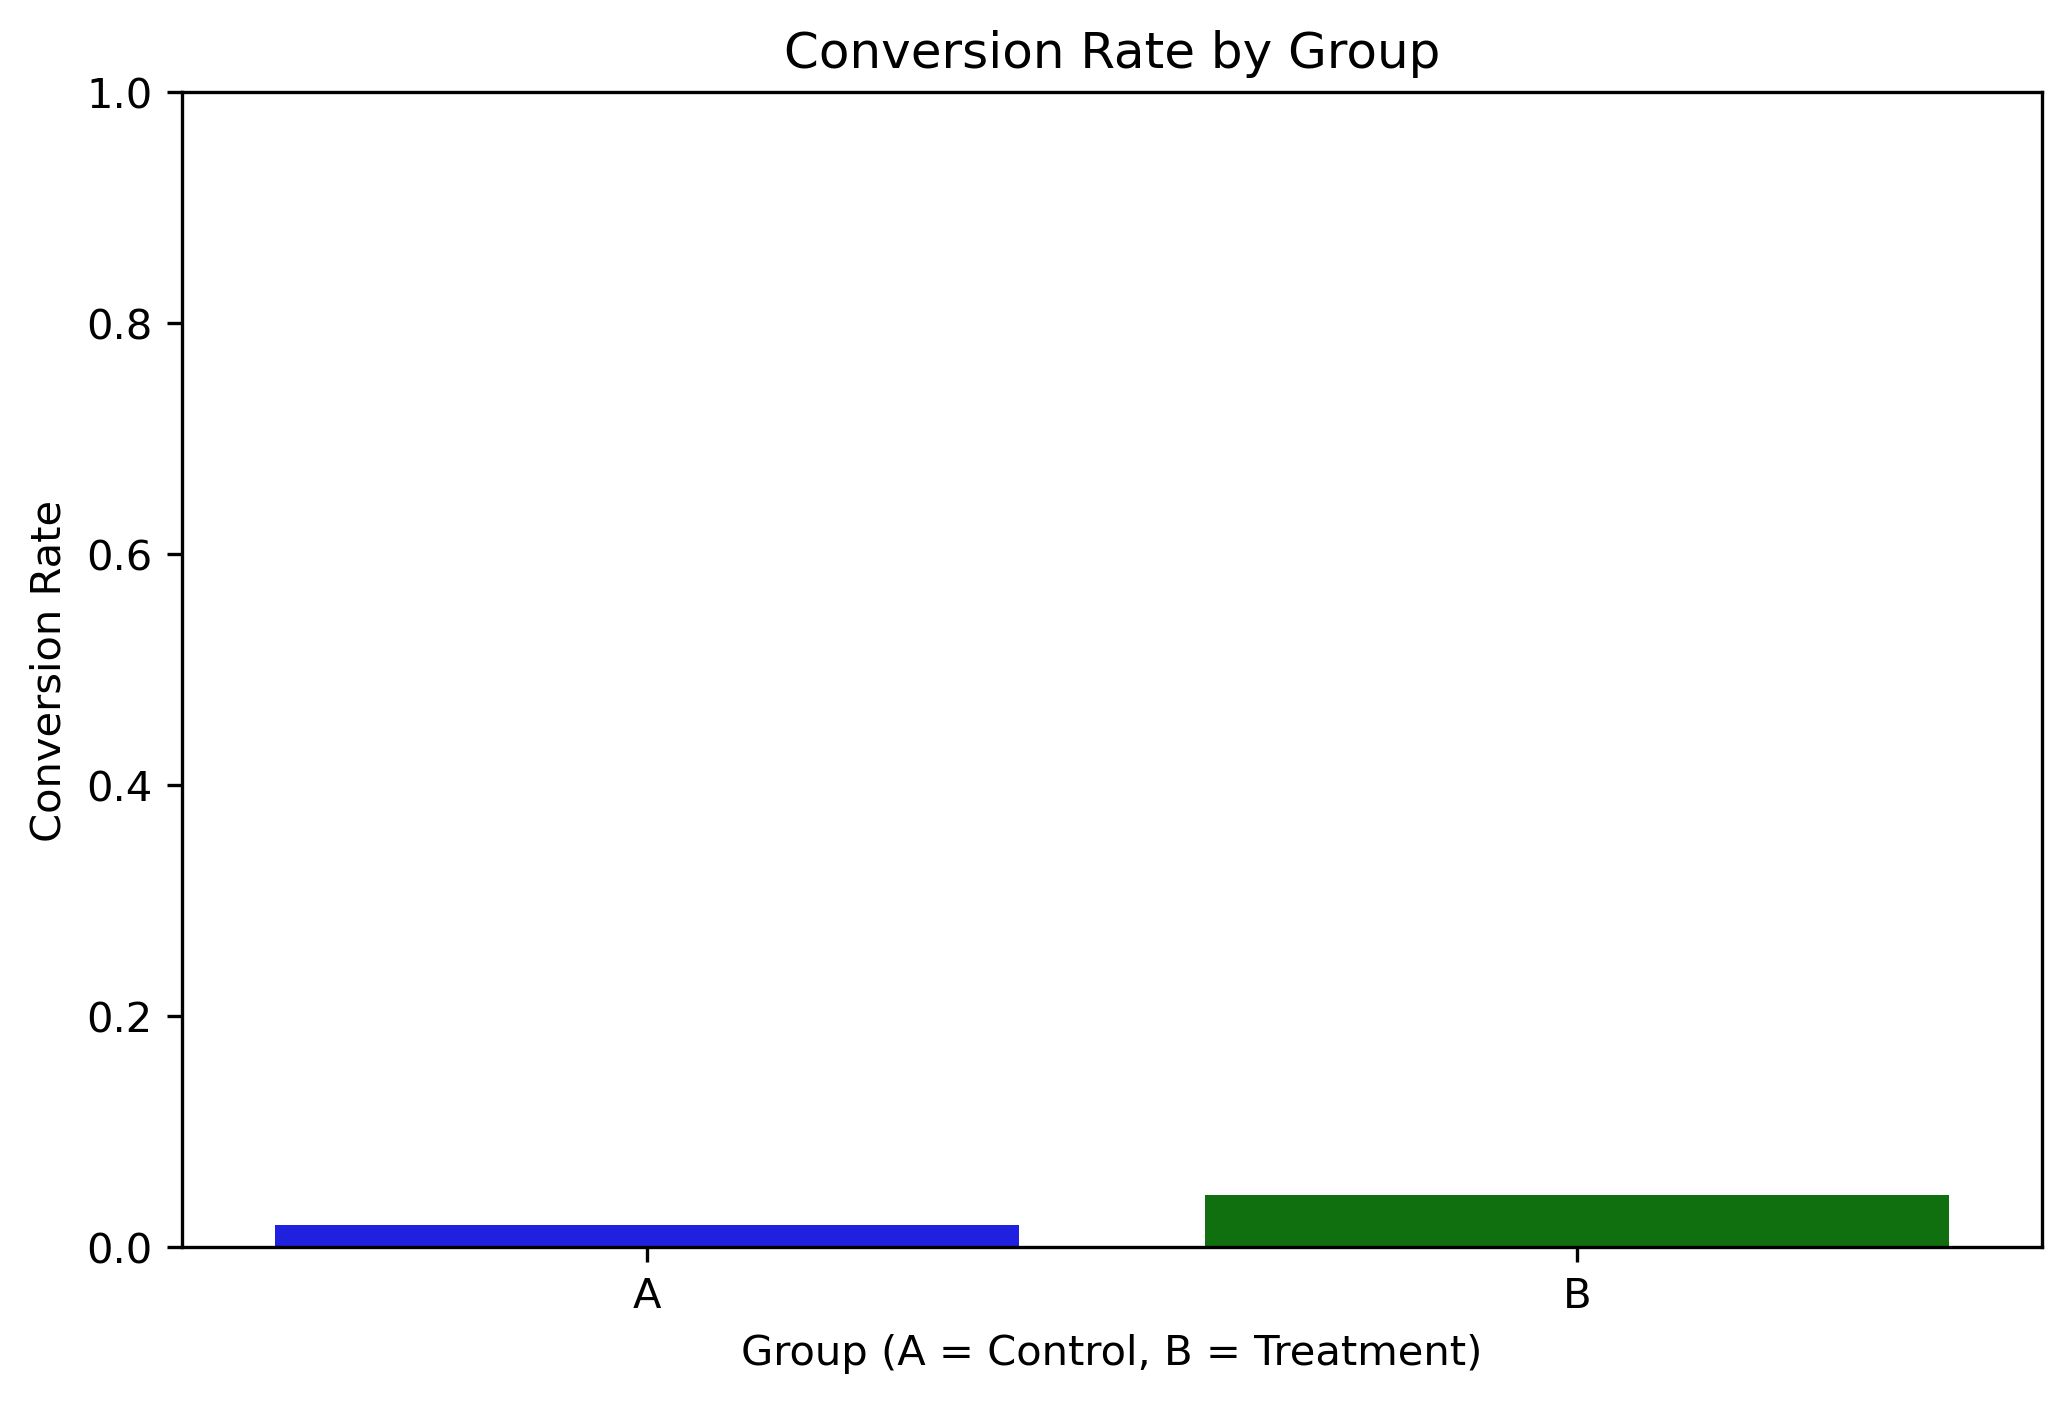 Conversion Rate by Group
Conversion Rate
1.0
0.8
0.6
0.4
0.2
0.0
A B
Group (A = Control, B = Treatment)